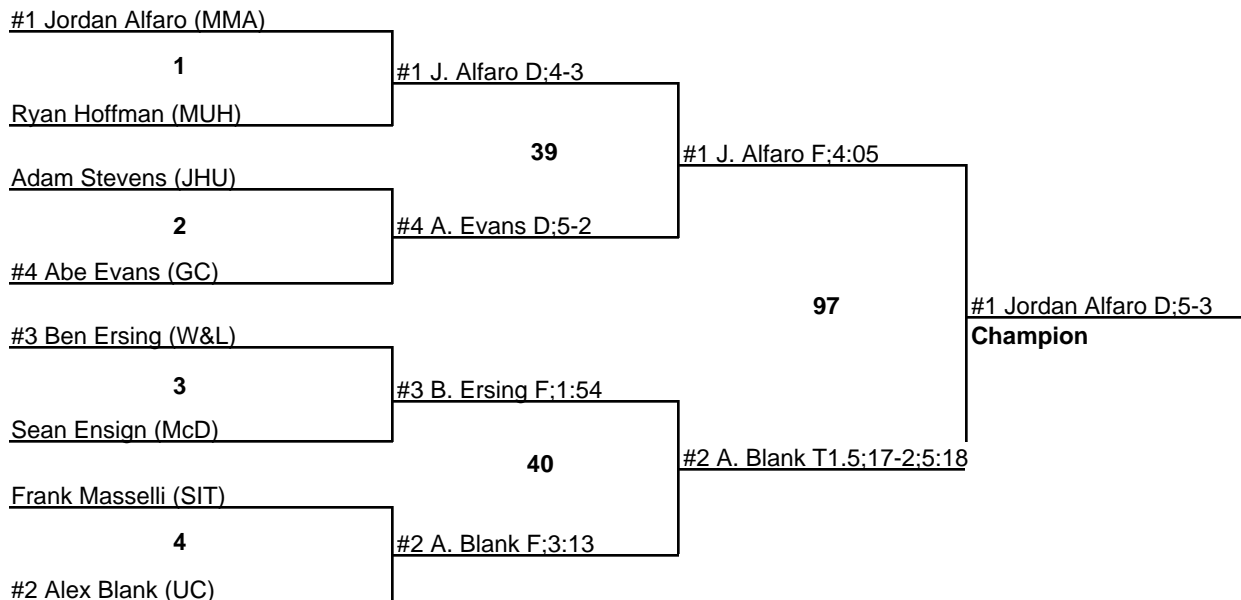 #1 Jordan Alfaro (MMA)
1
Ryan Hoffman (MUH)
#1 J. Alfaro D;4-3
39
Adam Stevens (JHU)
2
#4 Abe Evans (GC)
#4 A. Evans D;5-2
#1 J. Alfaro F;4:05
97
#1 Jordan Alfaro D;5-3
Champion
#3 Ben Ersing (W&L)
3
Sean Ensign (McD)
#3 B. Ersing F;1:54
40
#2 A. Blank T1.5;17-2;5:18
Frank Masselli (SIT)
4
#2 Alex Blank (UC)
#2 A. Blank F;3:13